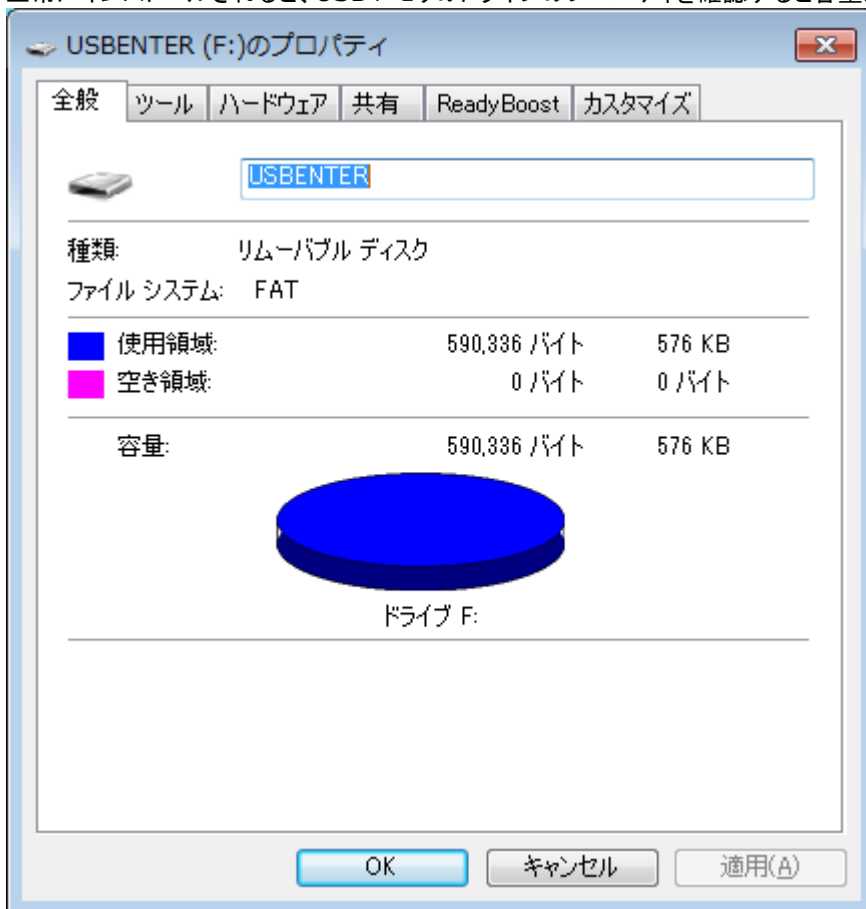 USBENTER (F:)のプロパティ
全般 ツール ハードウェア 共有 ReadyBoost カスタマイズ
USBENTER
種類: リムーバブル ディスク
ファイル システム: FAT
使用領域: 590,336 バイト 576 KB
空き領域: 0 バイト 0 バイト
容量: 590,336 バイト 576 KB
ドライブ F:
OK キャンセル 適用(A)